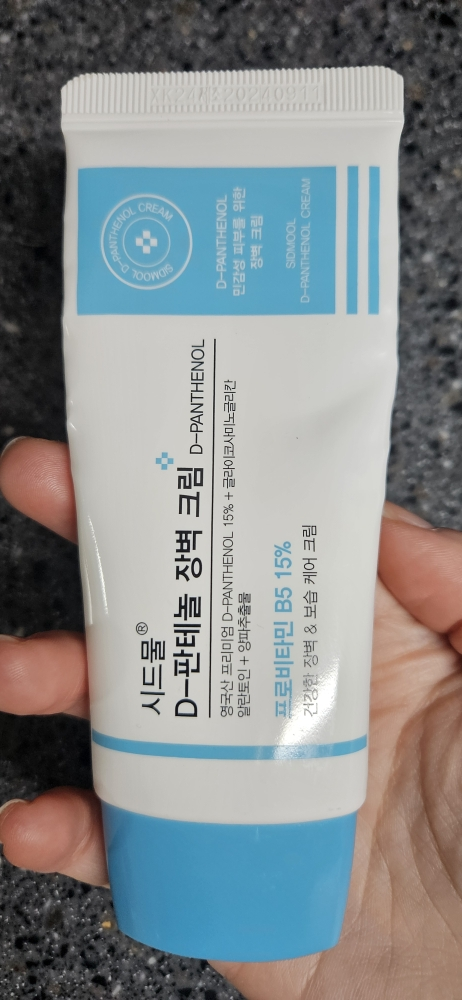 SIDMOOL D-PANTHENOL CREAM
D-PANTHENOL
민감성 피부를 위한
장벽 크림
SIDMOOL
D-PANTHENOL CREAM
시드물®
D-판테놀 장벽 크림 D-PANTHENOL
영국산 프리미엄 D-PANTHENOL 15% + 글라이코사미노글리칸
알란토인 + 양파추출물
프로비타민 B5 15%
건강한 장벽 & 보습 케어 크림